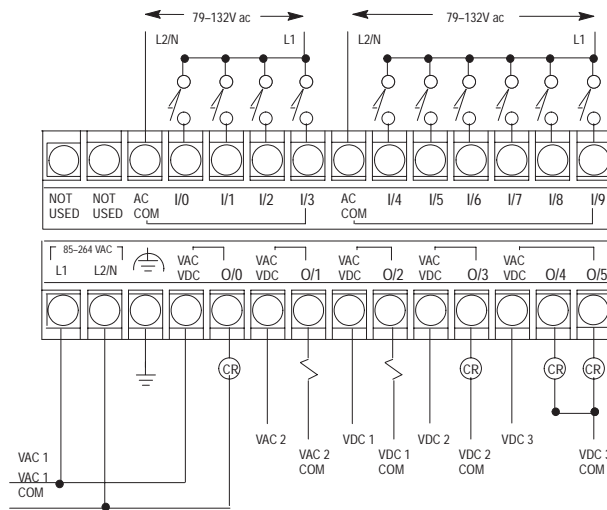 79–132V ac 79–132V ac
L2/N L1 L2/N L1
NOT USED NOT USED AC COM I/0 I/1 I/2 I/3 AC COM I/4 I/5 I/6 I/7 I/8 I/9
85–264 VAC
L1 L2/N VAC VDC O/0 VAC VDC O/1 VAC VDC O/2 VAC VDC O/3 VAC VDC O/4 O/5
CR CR CR CR
VAC 2 VAC 2 COM VDC 1 VDC 1 COM VDC 2 VDC 2 COM VDC 3 VDC 3 COM
VAC 1
VAC 1
COM